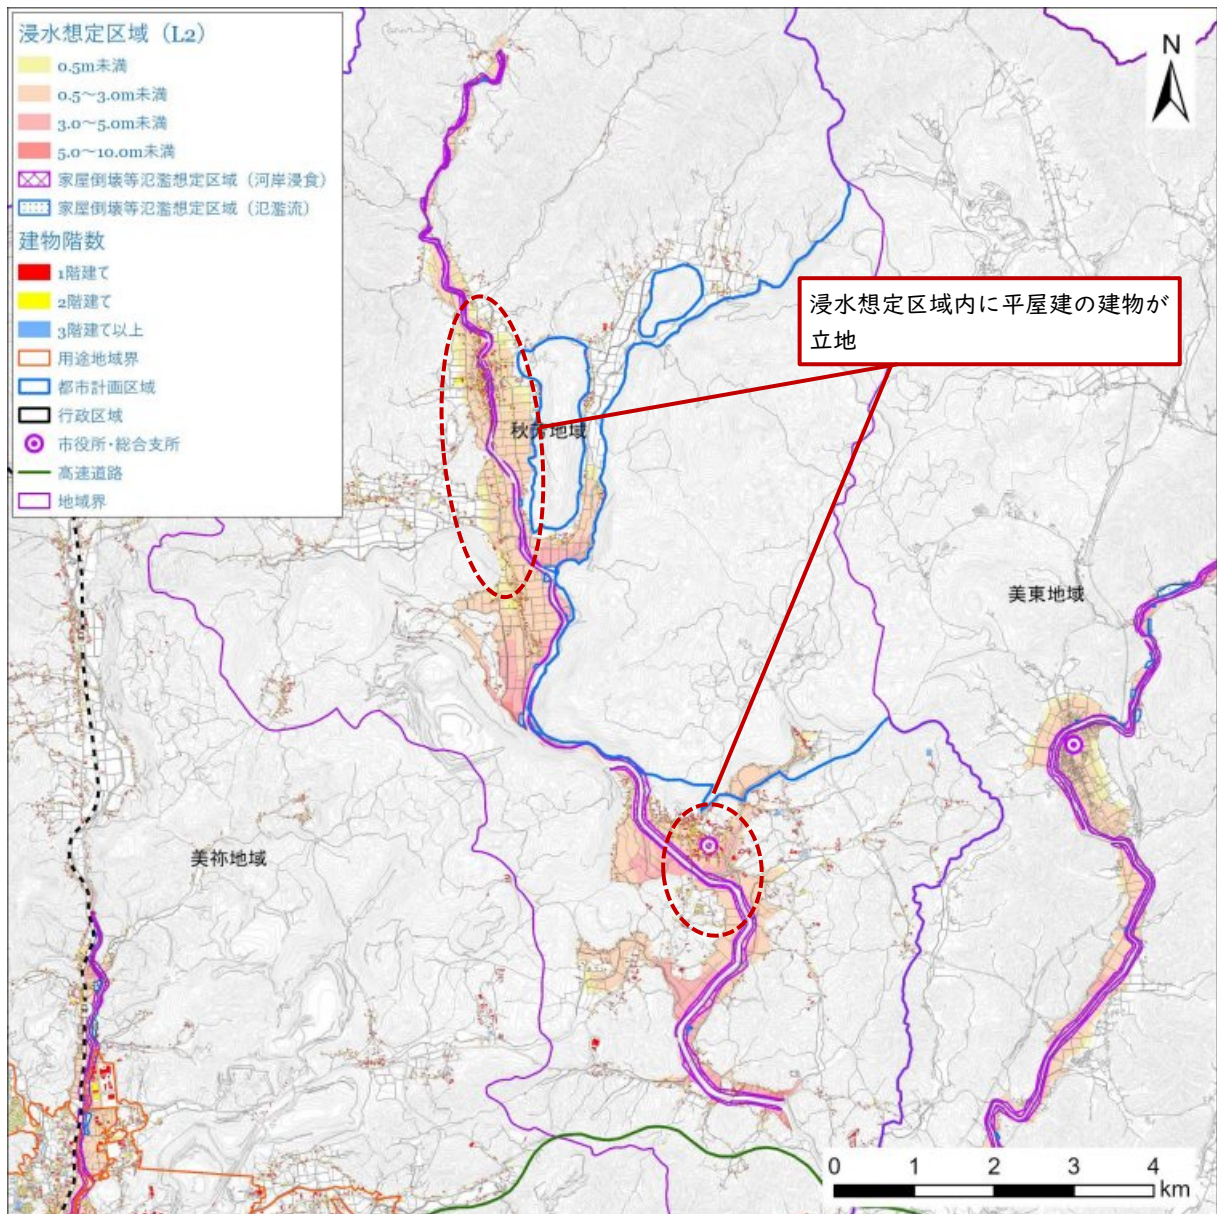 浸水想定区域（L2）
0.5m未満
0.5～3.0m未満
3.0～5.0m未満
5.0～10.0m未満
家屋倒壊等氾濫想定区域（河岸浸食）
家屋倒壊等氾濫想定区域（氾濫流）
建物階数
1階建て
2階建て
3階建て以上
用途地域界
都市計画区域
行政区域
市役所・総合支所
高速道路
地域界
N
浸水想定区域内に平屋建の建物が
立地
秋芳地域
美東地域
美祢地域
0 1 2 3 4
km